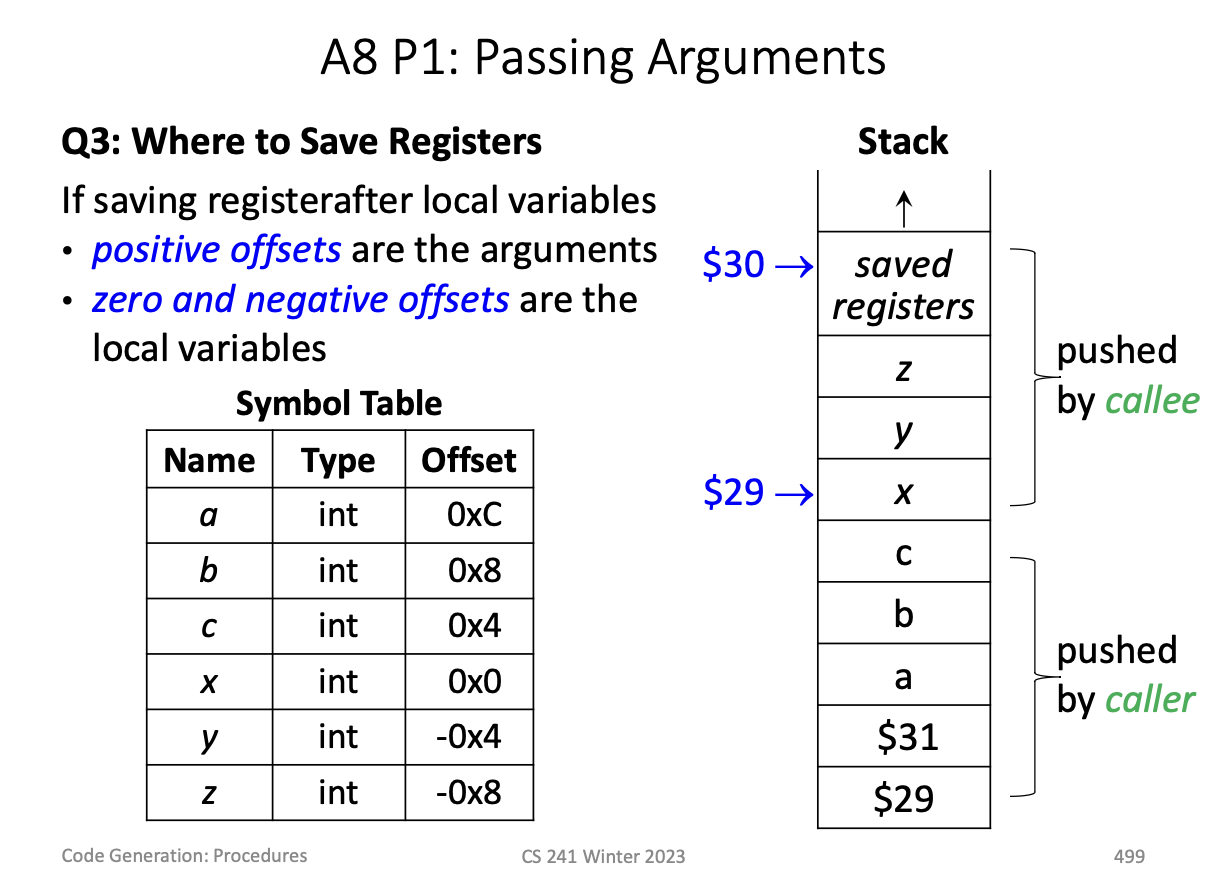 A8 P1: Passing Arguments
Q3: Where to Save Registers
If saving registerafter local variables
• positive offsets are the arguments
• zero and negative offsets are the
local variables
Symbol Table
Name Type Offset
a int 0xC
b int 0x8
c int 0x4
x int 0x0
y int -0x4
z int -0x8
Stack
↑
$30 → saved
registers
z
y
$29 → x
c
b
a
$31
$29
pushed
by callee
pushed
by caller
Code Generation: Procedures
CS 241 Winter 2023
499